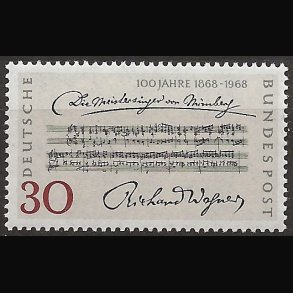 100 JAHRE 1868-1968
Die Meistersinger von Nürnberg
DEUTSCHE
BUNDESPOST
30
Richard Wagner